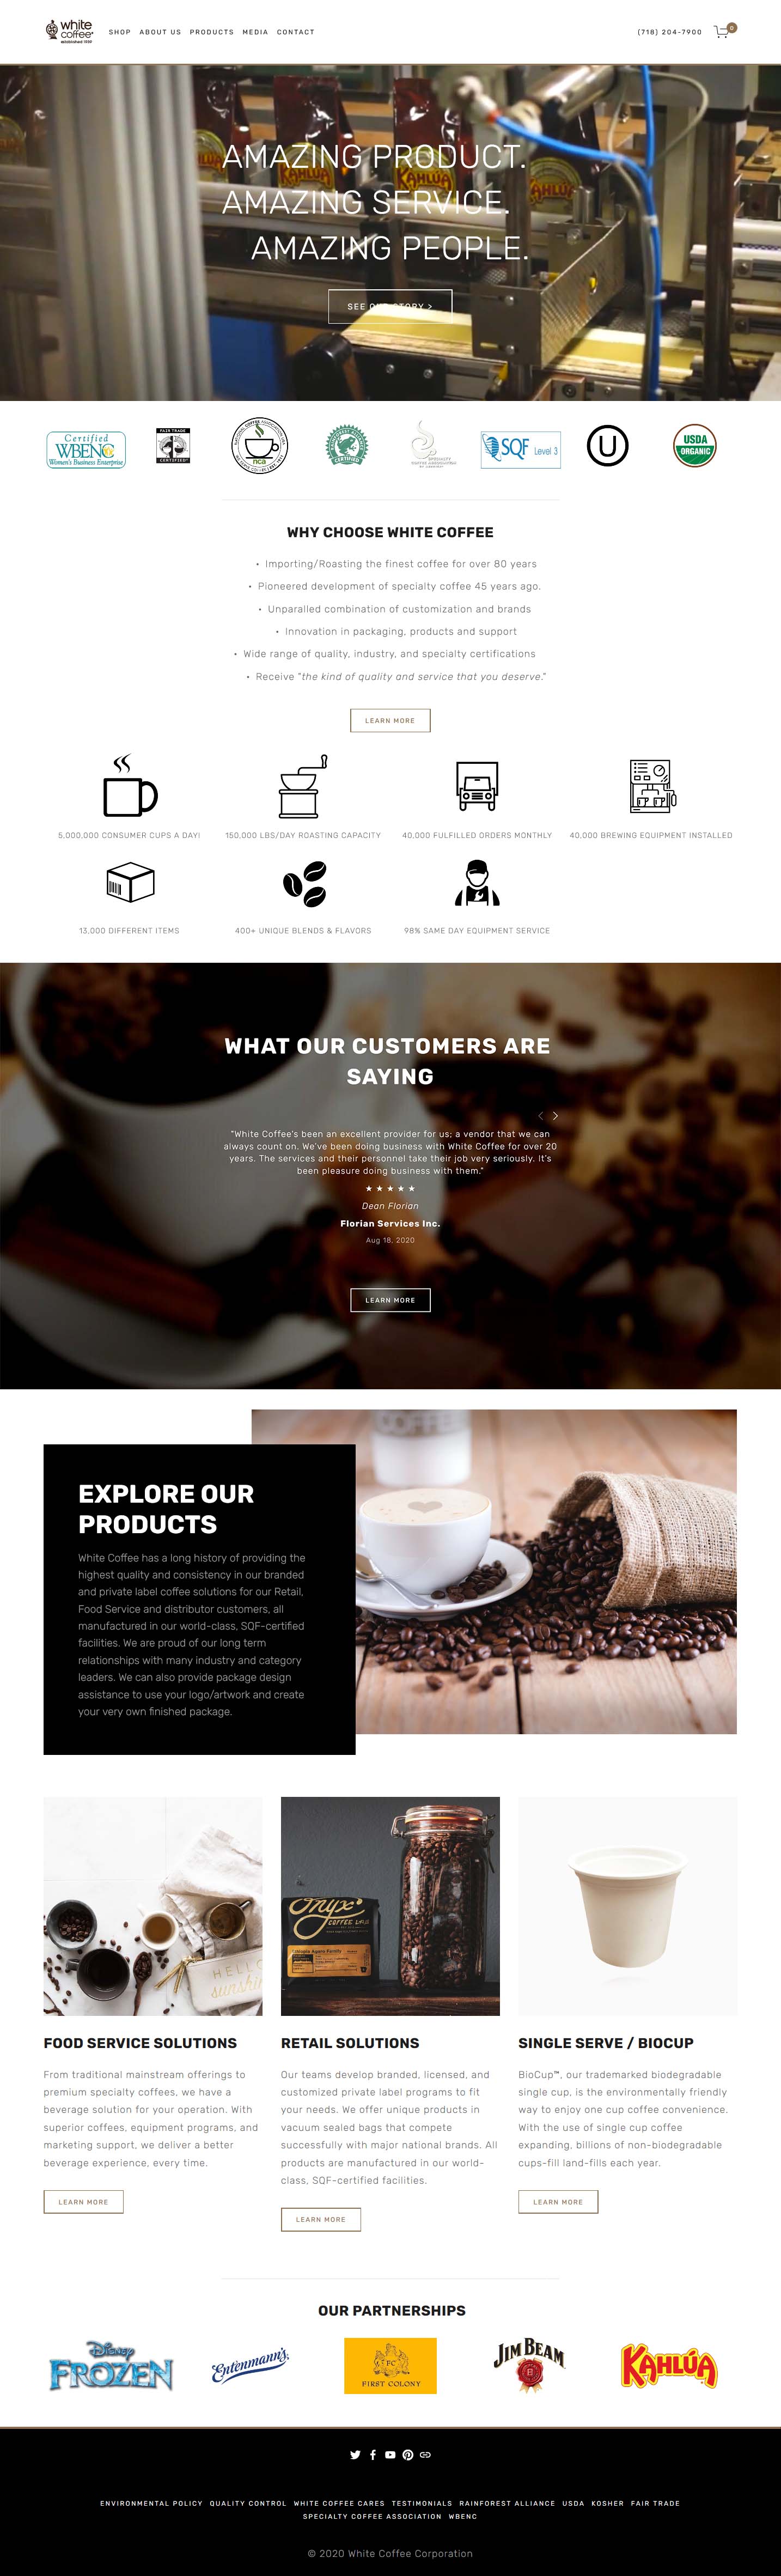 white
coffee
established 1939
SHOP ABOUT US PRODUCTS MEDIA CONTACT
(718) 204-7900
0
AMAZING PRODUCT.
AMAZING SERVICE.
AMAZING PEOPLE.
KAHLÚA KAHLÚA KAHLÚA
SEE OUR STORY >
Certified
WBENC
Women's Business Enterprise
FAIR TRADE
CERTIFIED
nca
CERTIFIED
SPECIALTY
COFFEE ASSOCIATION
OF AMERICA
SQF Level 3
U
USDA
ORGANIC
WHY CHOOSE WHITE COFFEE
• Importing/Roasting the finest coffee for over 80 years
• Pioneered development of specialty coffee 45 years ago.
• Unparalled combination of customization and brands
• Innovation in packaging, products and support
• Wide range of quality, industry, and specialty certifications
• Receive "the kind of quality and service that you deserve."
LEARN MORE
5,000,000 CONSUMER CUPS A DAY!
150,000 LBS/DAY ROASTING CAPACITY
40,000 FULFILLED ORDERS MONTHLY
40,000 BREWING EQUIPMENT INSTALLED
13,000 DIFFERENT ITEMS
400+ UNIQUE BLENDS & FLAVORS
98% SAME DAY EQUIPMENT SERVICE
WHAT OUR CUSTOMERS ARE
SAYING
"White Coffee's been an excellent provider for us; a vendor that we can
always count on. We've been doing business with White Coffee for over 20
years. The services and their personnel take their job very seriously. It's
been pleasure doing business with them."
★ ★ ★ ★ ★
Dean Florian
Florian Services Inc.
Aug 18, 2020
LEARN MORE
COFFEE
EXPLORE OUR
PRODUCTS
White Coffee has a long history of providing the
highest quality and consistency in our branded
and private label coffee solutions for our Retail,
Food Service and distributor customers, all
manufactured in our world-class, SQF-certified
facilities. We are proud of our long term
relationships with many industry and category
leaders. We can also provide package design
assistance to use your logo/artwork and create
your very own finished package.
HELLO
sunshine
Onyx
COFFEE LAB
FOOD SERVICE SOLUTIONS
From traditional mainstream offerings to
premium specialty coffees, we have a
beverage solution for your operation. With
superior coffees, equipment programs, and
marketing support, we deliver a better
beverage experience, every time.
LEARN MORE
RETAIL SOLUTIONS
Our teams develop branded, licensed, and
customized private label programs to fit
your needs. We offer unique products in
vacuum sealed bags that compete
successfully with major national brands. All
products are manufactured in our world-
class, SQF-certified facilities.
LEARN MORE
SINGLE SERVE / BIOCUP
BioCup™, our trademarked biodegradable
single cup, is the environmentally friendly
way to enjoy one cup coffee convenience.
With the use of single cup coffee
expanding, billions of non-biodegradable
cups-fill land-fills each year.
LEARN MORE
OUR PARTNERSHIPS
Disney
FROZEN
Entenmann's
FC
FIRST COLONY
JIM BEAM
KAHLÚA
ENVIRONMENTAL POLICY QUALITY CONTROL WHITE COFFEE CARES TESTIMONIALS RAINFOREST ALLIANCE USDA KOSHER FAIR TRADE
SPECIALTY COFFEE ASSOCIATION WBENC
© 2020 White Coffee Corporation